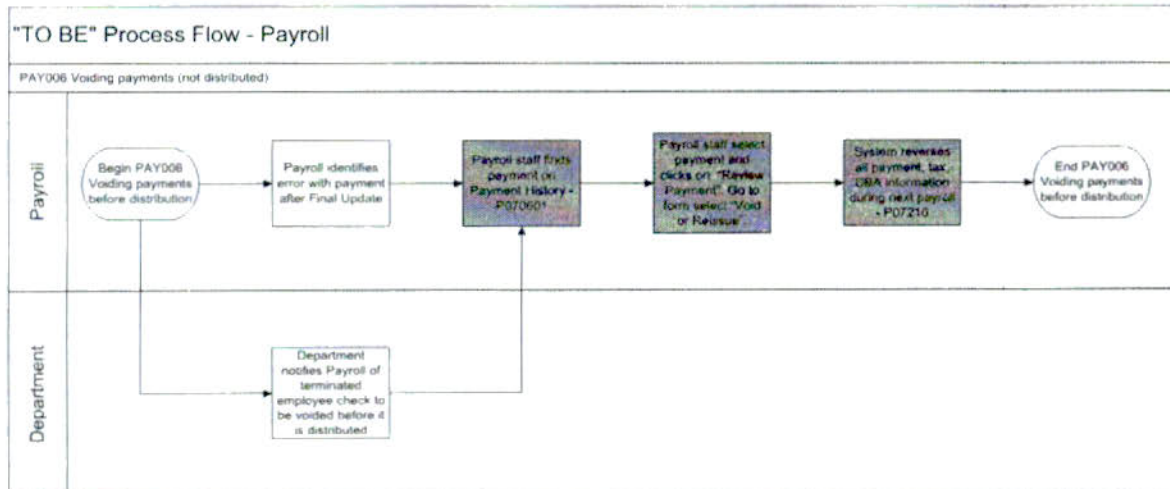 "TO BE" Process Flow - Payroll
PAY006 Voiding payments (not distributed)
Payroll
Begin PAY006
Voiding payments
before distribution
Payroll identifies
error with payment
after Final Update
Payroll staff finds
payment on
Payment History -
P070601
Payroll staff select
payment and
clicks on "Review
Payment". Go to
form select "Void
or Reissue".
System reverses
all payment, tax,
DBA information
during next payroll
- P07210
End PAY006
Voiding payments
before distribution
Department
Department
notifies Payroll of
terminated
employee check to
be voided before it
is distributed